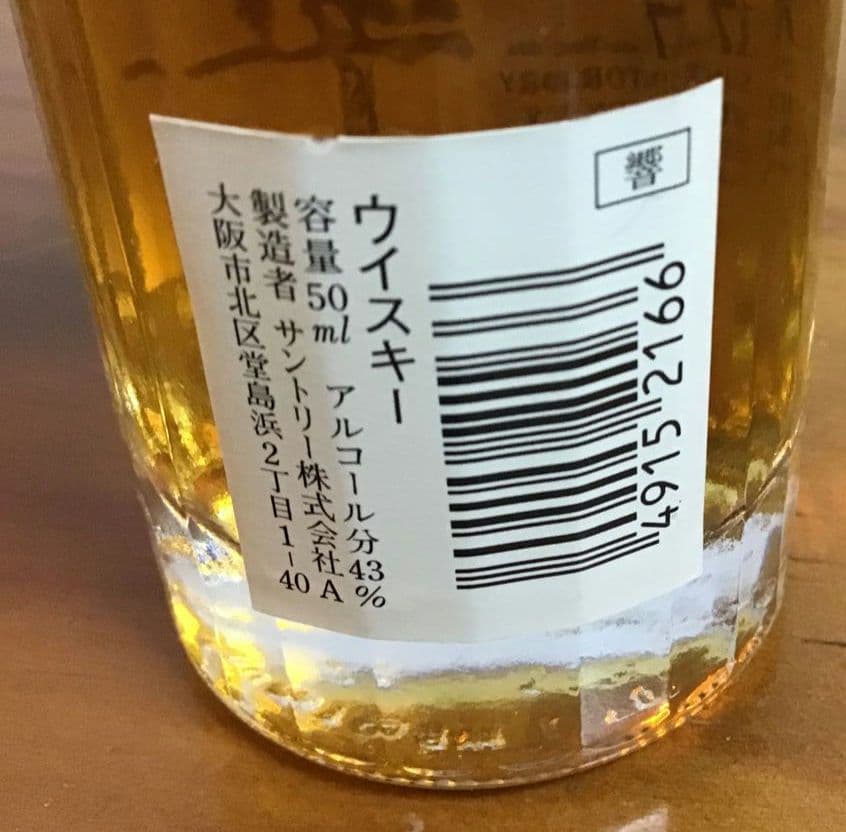 響
4915 2166
ウイスキー
容量50ml アルコール分43%
製造者 サントリー株式会社A
大阪市北区堂島浜2丁目1-40